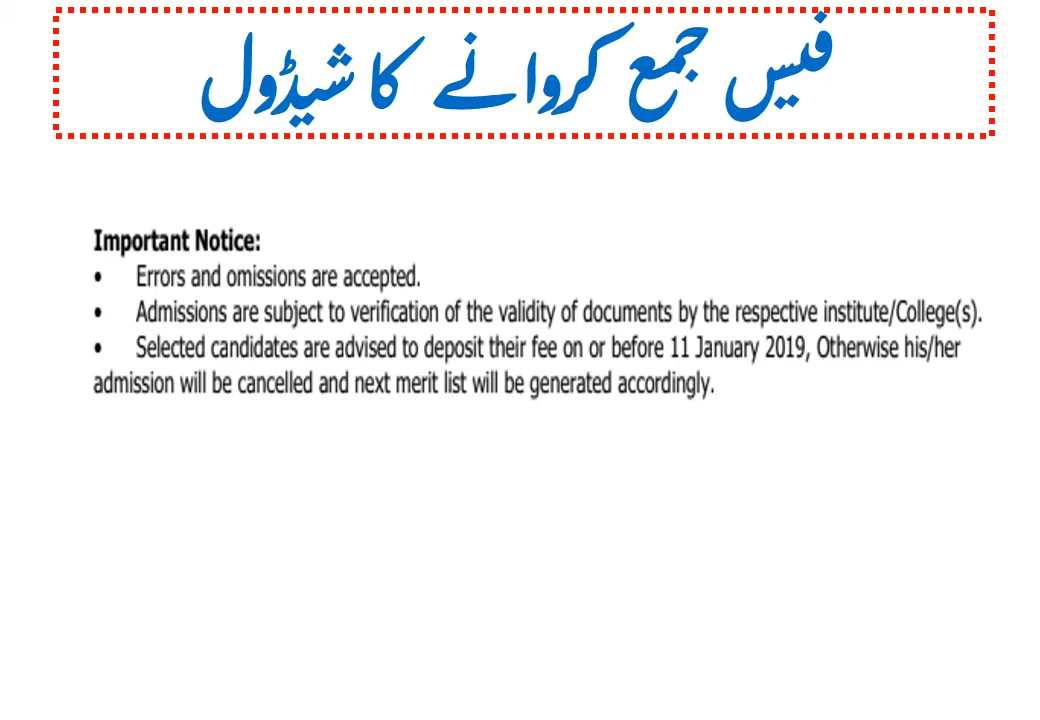 فیس جمع کروانے کا شیڈول
Important Notice:
• Errors and omissions are accepted.
• Admissions are subject to verification of the validity of documents by the respective institute/College(s).
• Selected candidates are advised to deposit their fee on or before 11 January 2019, Otherwise his/her
admission will be cancelled and next merit list will be generated accordingly.